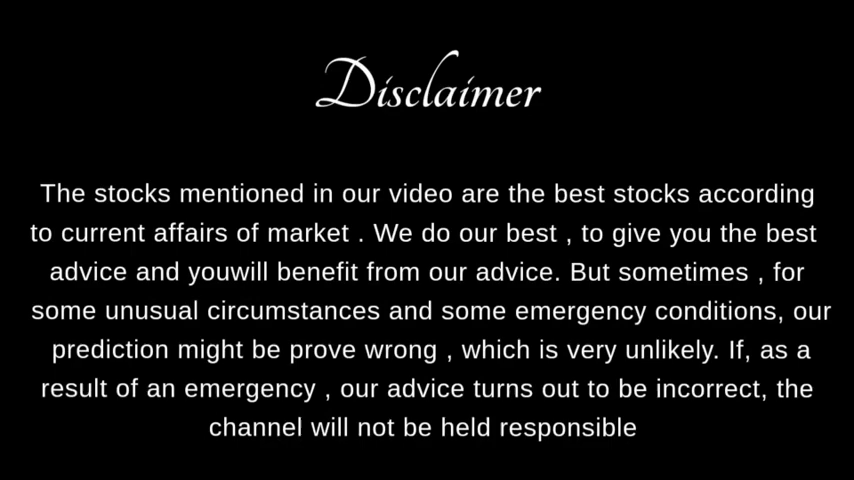 Disclaimer
The stocks mentioned in our video are the best stocks according
to current affairs of market . We do our best , to give you the best
advice and youwill benefit from our advice. But sometimes , for
some unusual circumstances and some emergency conditions, our
prediction might be prove wrong , which is very unlikely. If, as a
result of an emergency , our advice turns out to be incorrect, the
channel will not be held responsible